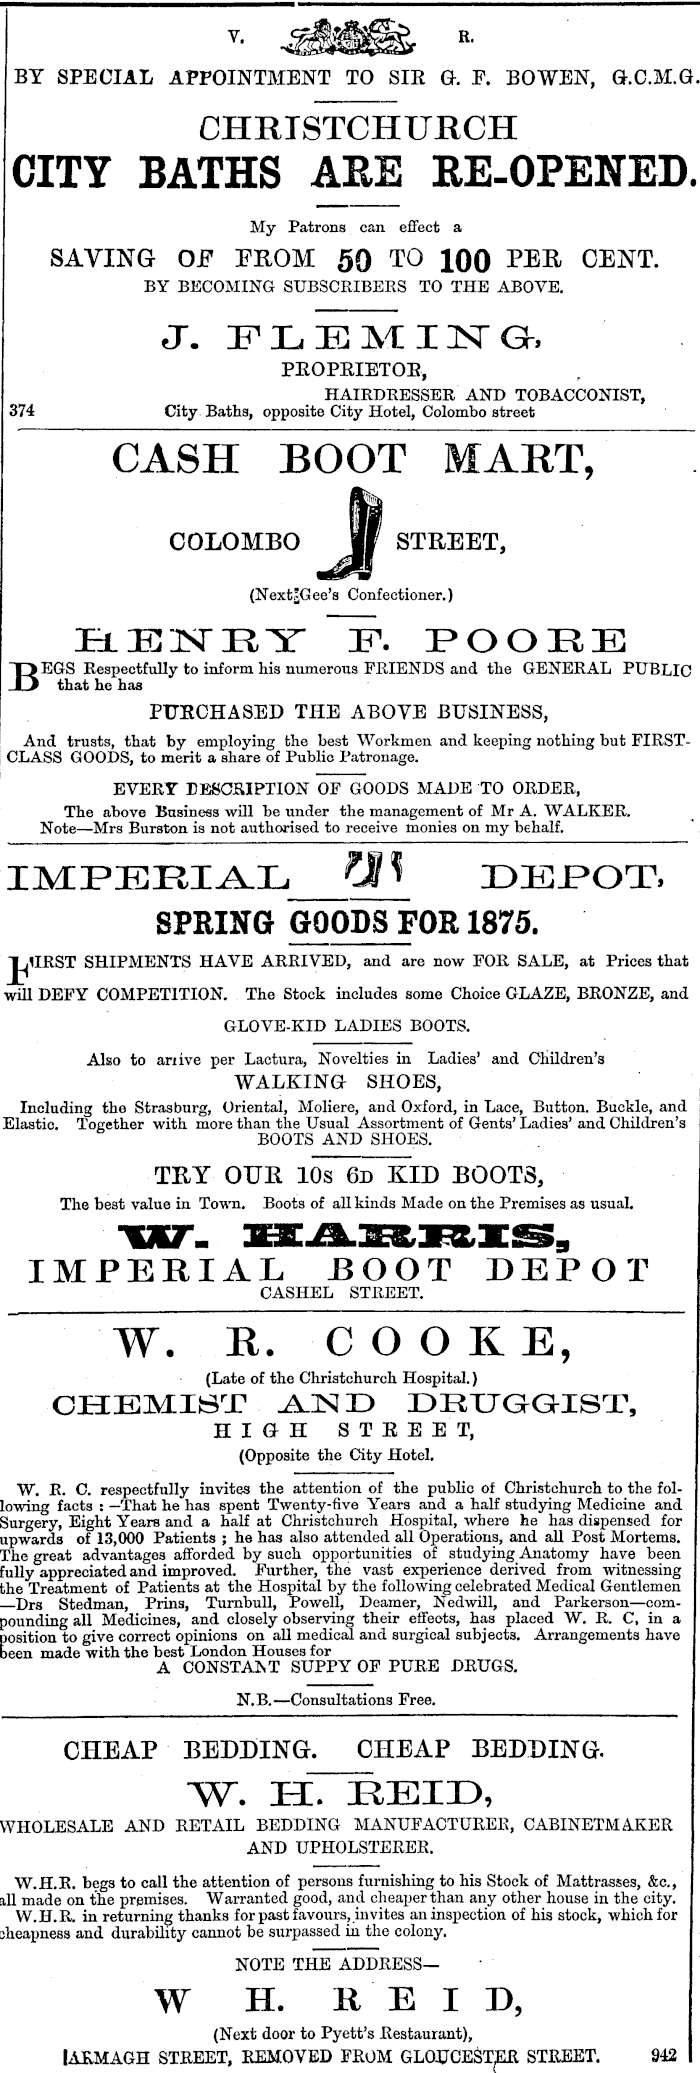 V. R.
BY SPECIAL APPOINTMENT TO SIR G. F. BOWEN, G.C.M.G.
CHRISTCHURCH
CITY BATHS ARE RE-OPENED.
My Patrons can effect a
SAVING OF FROM 50 TO 100 PER CENT.
BY BECOMING SUBSCRIBERS TO THE ABOVE.
J. FLEMING,
PROPRIETOR,
HAIRDRESSER AND TOBACCONIST,
374 City Baths, opposite City Hotel, Colombo street
CASH BOOT MART,
COLOMBO STREET,
(Next Gee's Confectioner.)
HENRY F. POORE
BEGS Respectfully to inform his numerous FRIENDS and the GENERAL PUBLIC
that he has
PURCHASED THE ABOVE BUSINESS,
And trusts, that by employing the best Workmen and keeping nothing but FIRST-
CLASS GOODS, to merit a share of Public Patronage.
EVERY DESCRIPTION OF GOODS MADE TO ORDER,
The above Business will be under the management of Mr A. WALKER.
Note—Mrs Burston is not authorised to receive monies on my behalf.
IMPERIAL DEPOT,
SPRING GOODS FOR 1875.
FIRST SHIPMENTS HAVE ARRIVED, and are now FOR SALE, at Prices that
will DEFY COMPETITION. The Stock includes some Choice GLAZE, BRONZE, and
GLOVE-KID LADIES BOOTS.
Also to arrive per Lactura, Novelties in Ladies' and Children's
WALKING SHOES,
Including the Strasburg, Oriental, Moliere, and Oxford, in Lace, Button. Buckle, and
Elastic. Together with more than the Usual Assortment of Gents' Ladies' and Children's
BOOTS AND SHOES.
TRY OUR 10S 6D KID BOOTS,
The best value in Town. Boots of all kinds Made on the Premises as usual.
W. HARRIS,
IMPERIAL BOOT DEPOT
CASHEL STREET.
W. R. COOKE,
(Late of the Christchurch Hospital.)
CHEMIST AND DRUGGIST,
HIGH STREET,
(Opposite the City Hotel.
W. R. C. respectfully invites the attention of the public of Christchurch to the fol-
lowing facts :—That he has spent Twenty-five Years and a half studying Medicine and
Surgery, Eight Years and a half at Christchurch Hospital, where he has dispensed for
upwards of 13,000 Patients ; he has also attended all Operations, and all Post Mortems.
The great advantages afforded by such opportunities of studying Anatomy have been
fully appreciated and improved. Further, the vast experience derived from witnessing
the Treatment of Patients at the Hospital by the following celebrated Medical Gentlemen
—Drs Stedman, Prins, Turnbull, Powell, Deamer, Nedwill, and Parkerson—com-
pounding all Medicines, and closely observing their effects, has placed W. R. C. in a
position to give correct opinions on all medical and surgical subjects. Arrangements have
been made with the best London Houses for
A CONSTANT SUPPY OF PURE DRUGS.
N.B.—Consultations Free.
CHEAP BEDDING. CHEAP BEDDING.
W. H. REID,
WHOLESALE AND RETAIL BEDDING MANUFACTURER, CABINETMAKER
AND UPHOLSTERER.
W.H.R. begs to call the attention of persons furnishing to his Stock of Mattrasses, &c.,
all made on the premises. Warranted good, and cheaper than any other house in the city.
W.H.R. in returning thanks for past favours, invites an inspection of his stock, which for
cheapness and durability cannot be surpassed in the colony.
NOTE THE ADDRESS—
W H. REID,
(Next door to Pyett's Restaurant),
ARMAGH STREET, REMOVED FROM GLOUCESTER STREET. 942